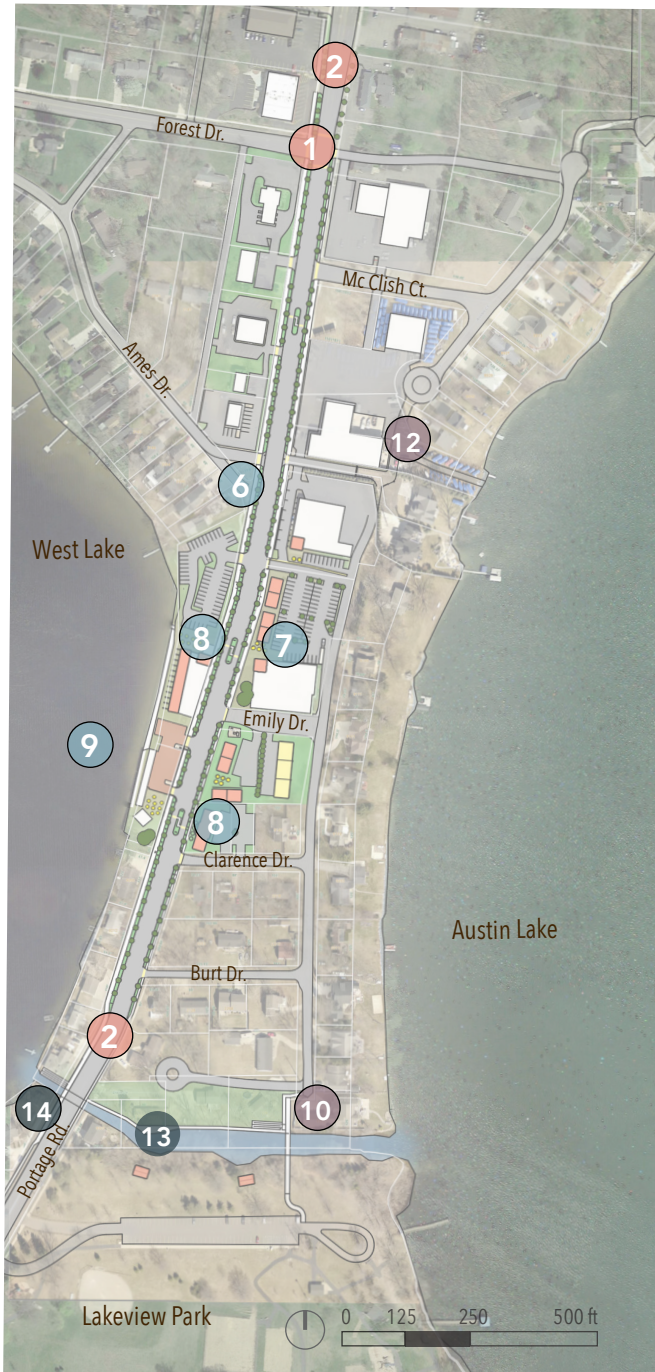 2
Forest Dr.
1
Mc Clish Ct.
Ames Dr.
12
6
West Lake
8
7
Emily Dr.
9
8
Clarence Dr.
Austin Lake
Burt Dr.
2
14
10
13
Portage Rd.
Lakeview Park
0 125 250 500 ft